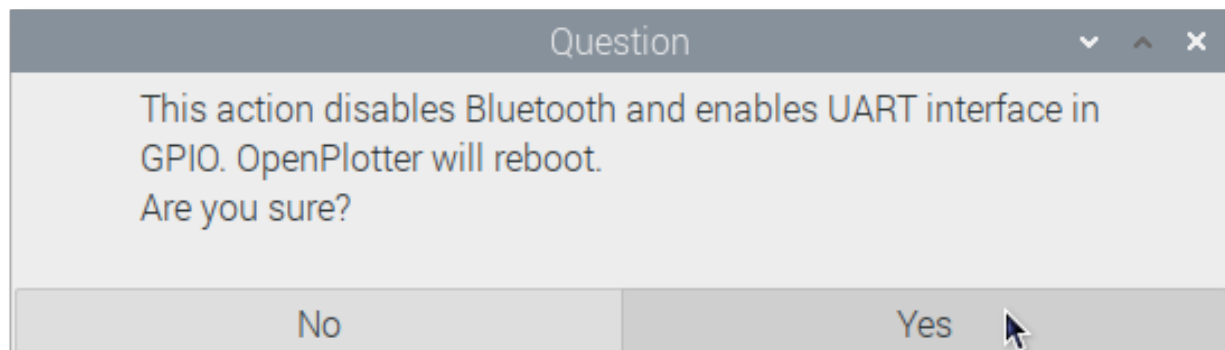 Question
This action disables Bluetooth and enables UART interface in
GPIO. OpenPlotter will reboot.
Are you sure?
No
Yes